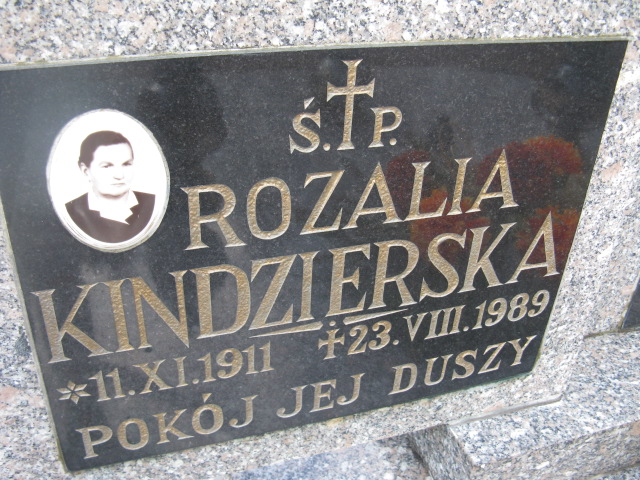 Ś.P.
ROZALIA
KINDZIERSKA
11.XI.1911 23.VIII.1989
POKÓJ JEJ DUSZY